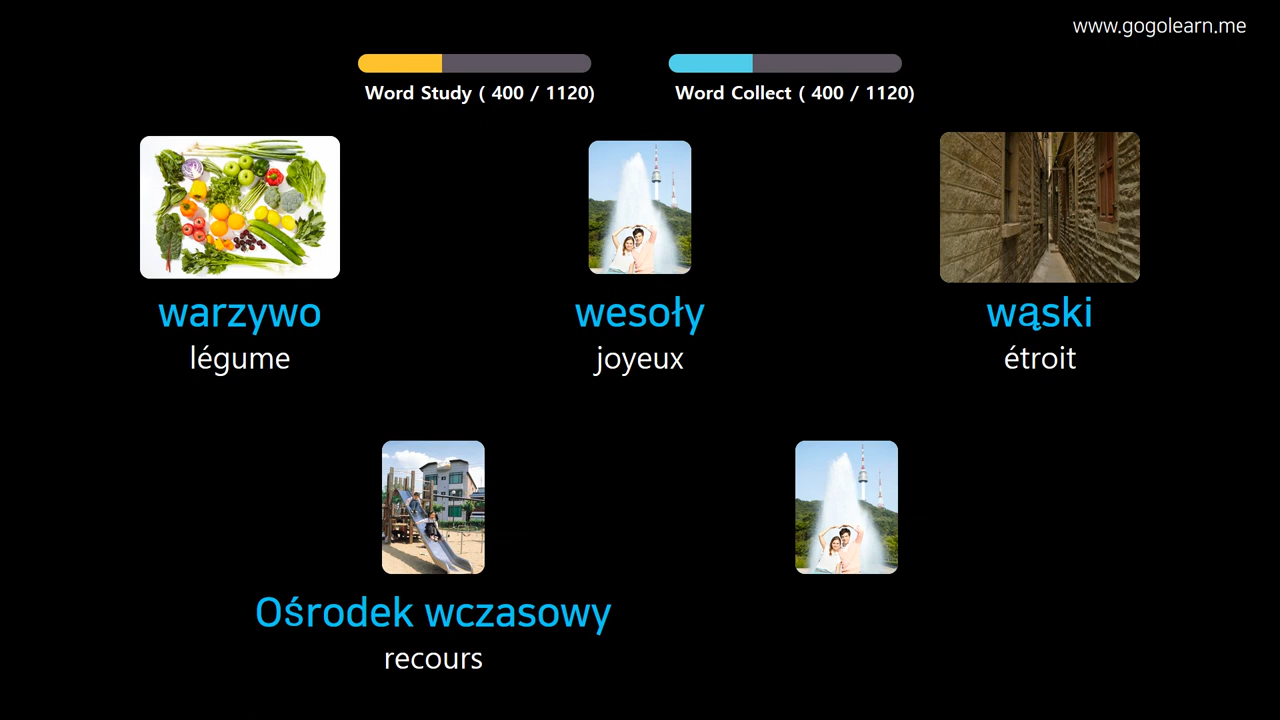 www.gogolearn.me
Word Study ( 400 / 1120)
Word Collect ( 400 / 1120)
warzywo
légume
wesoły
joyeux
wąski
étroit
Ośrodek wczasowy
recours